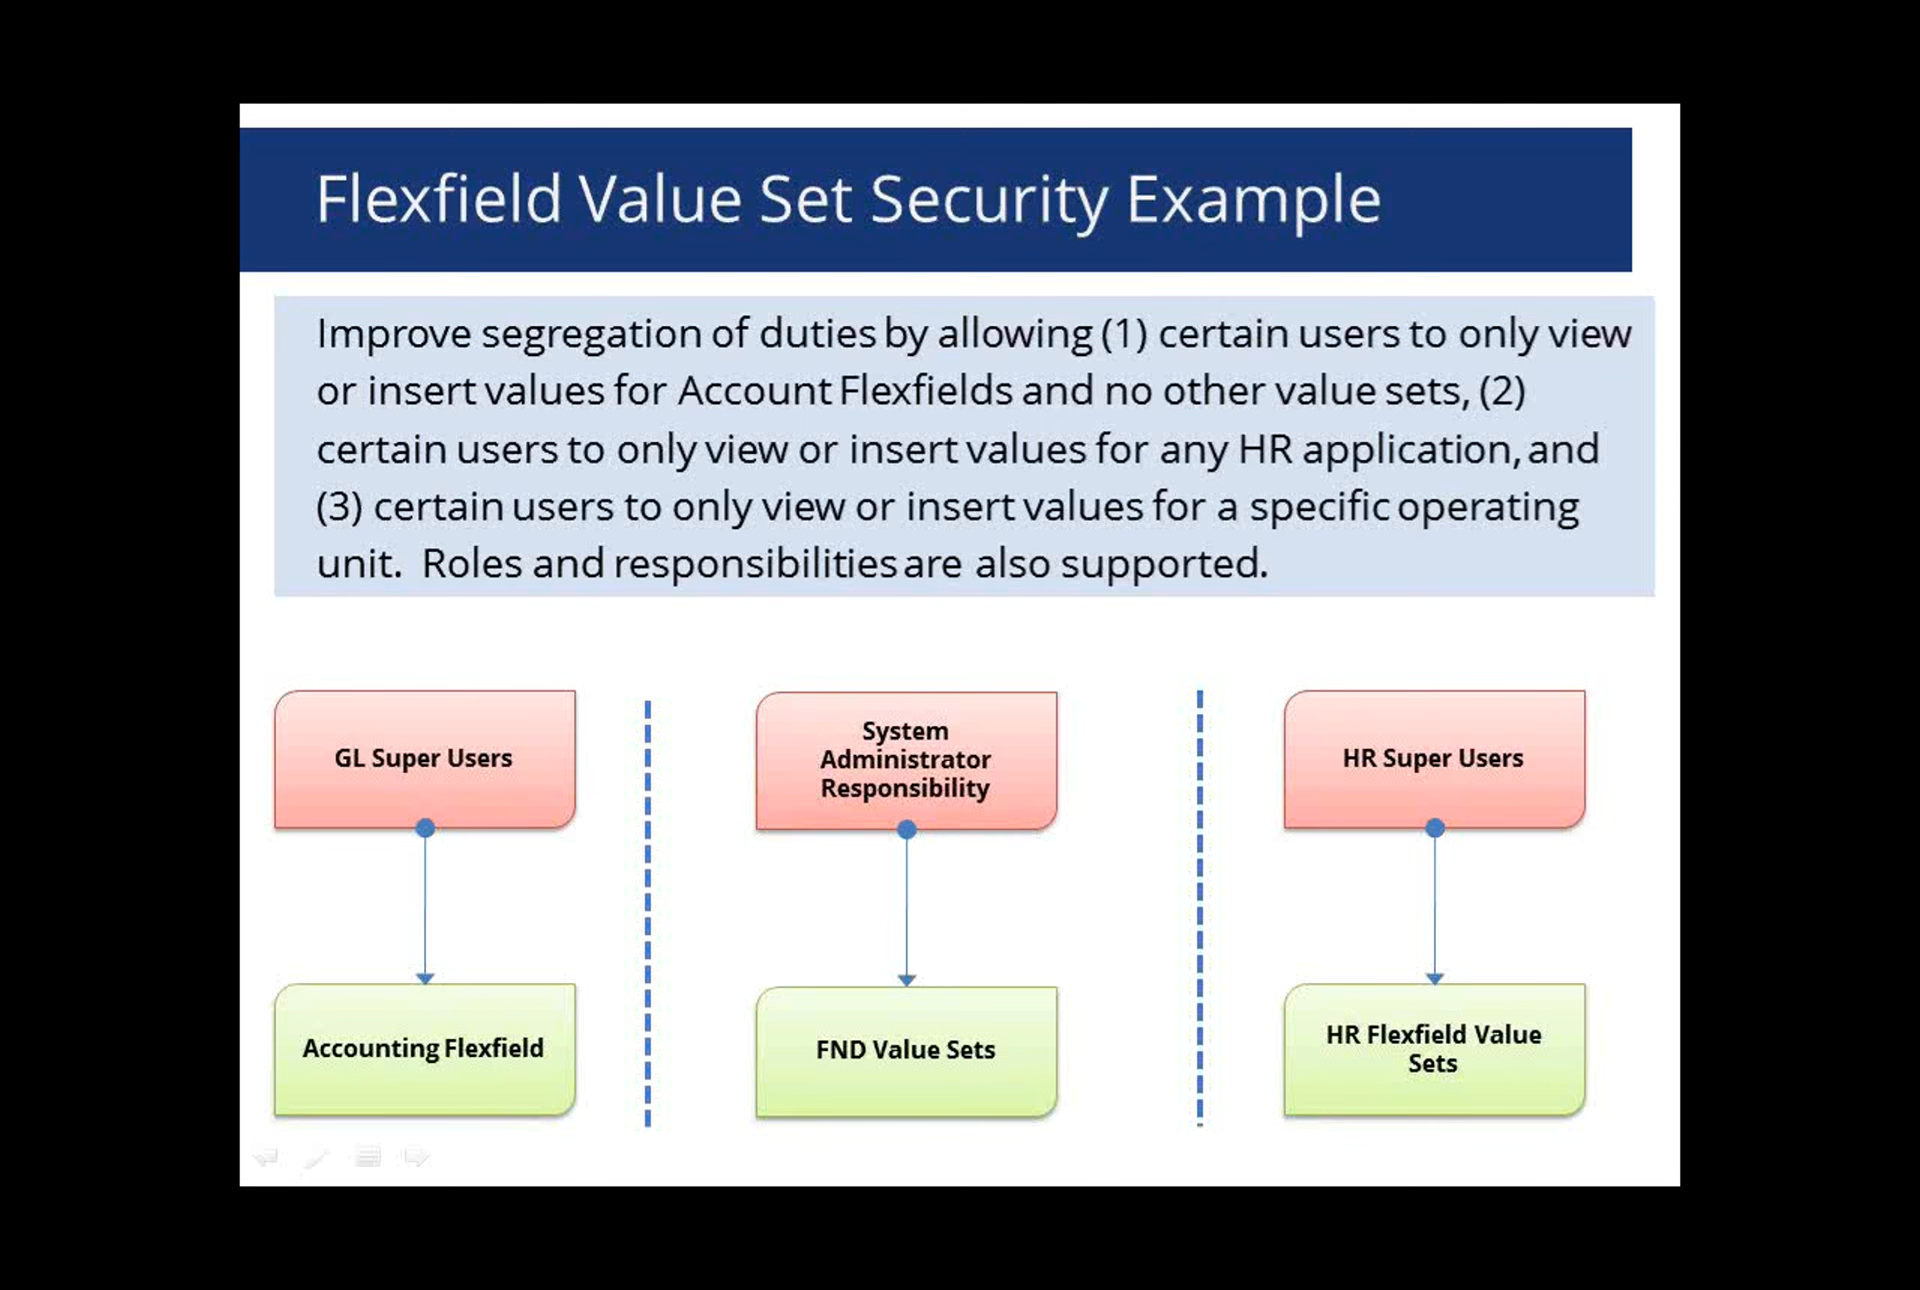 Flexfield Value Set Security Example
Improve segregation of duties by allowing (1) certain users to only view
or insert values for Account Flexfields and no other value sets, (2)
certain users to only view or insert values for any HR application, and
(3) certain users to only view or insert values for a specific operating
unit.  Roles and responsibilities are also supported.
GL Super Users
System
Administrator
Responsibility
HR Super Users
Accounting Flexfield
FND Value Sets
HR Flexfield Value
Sets